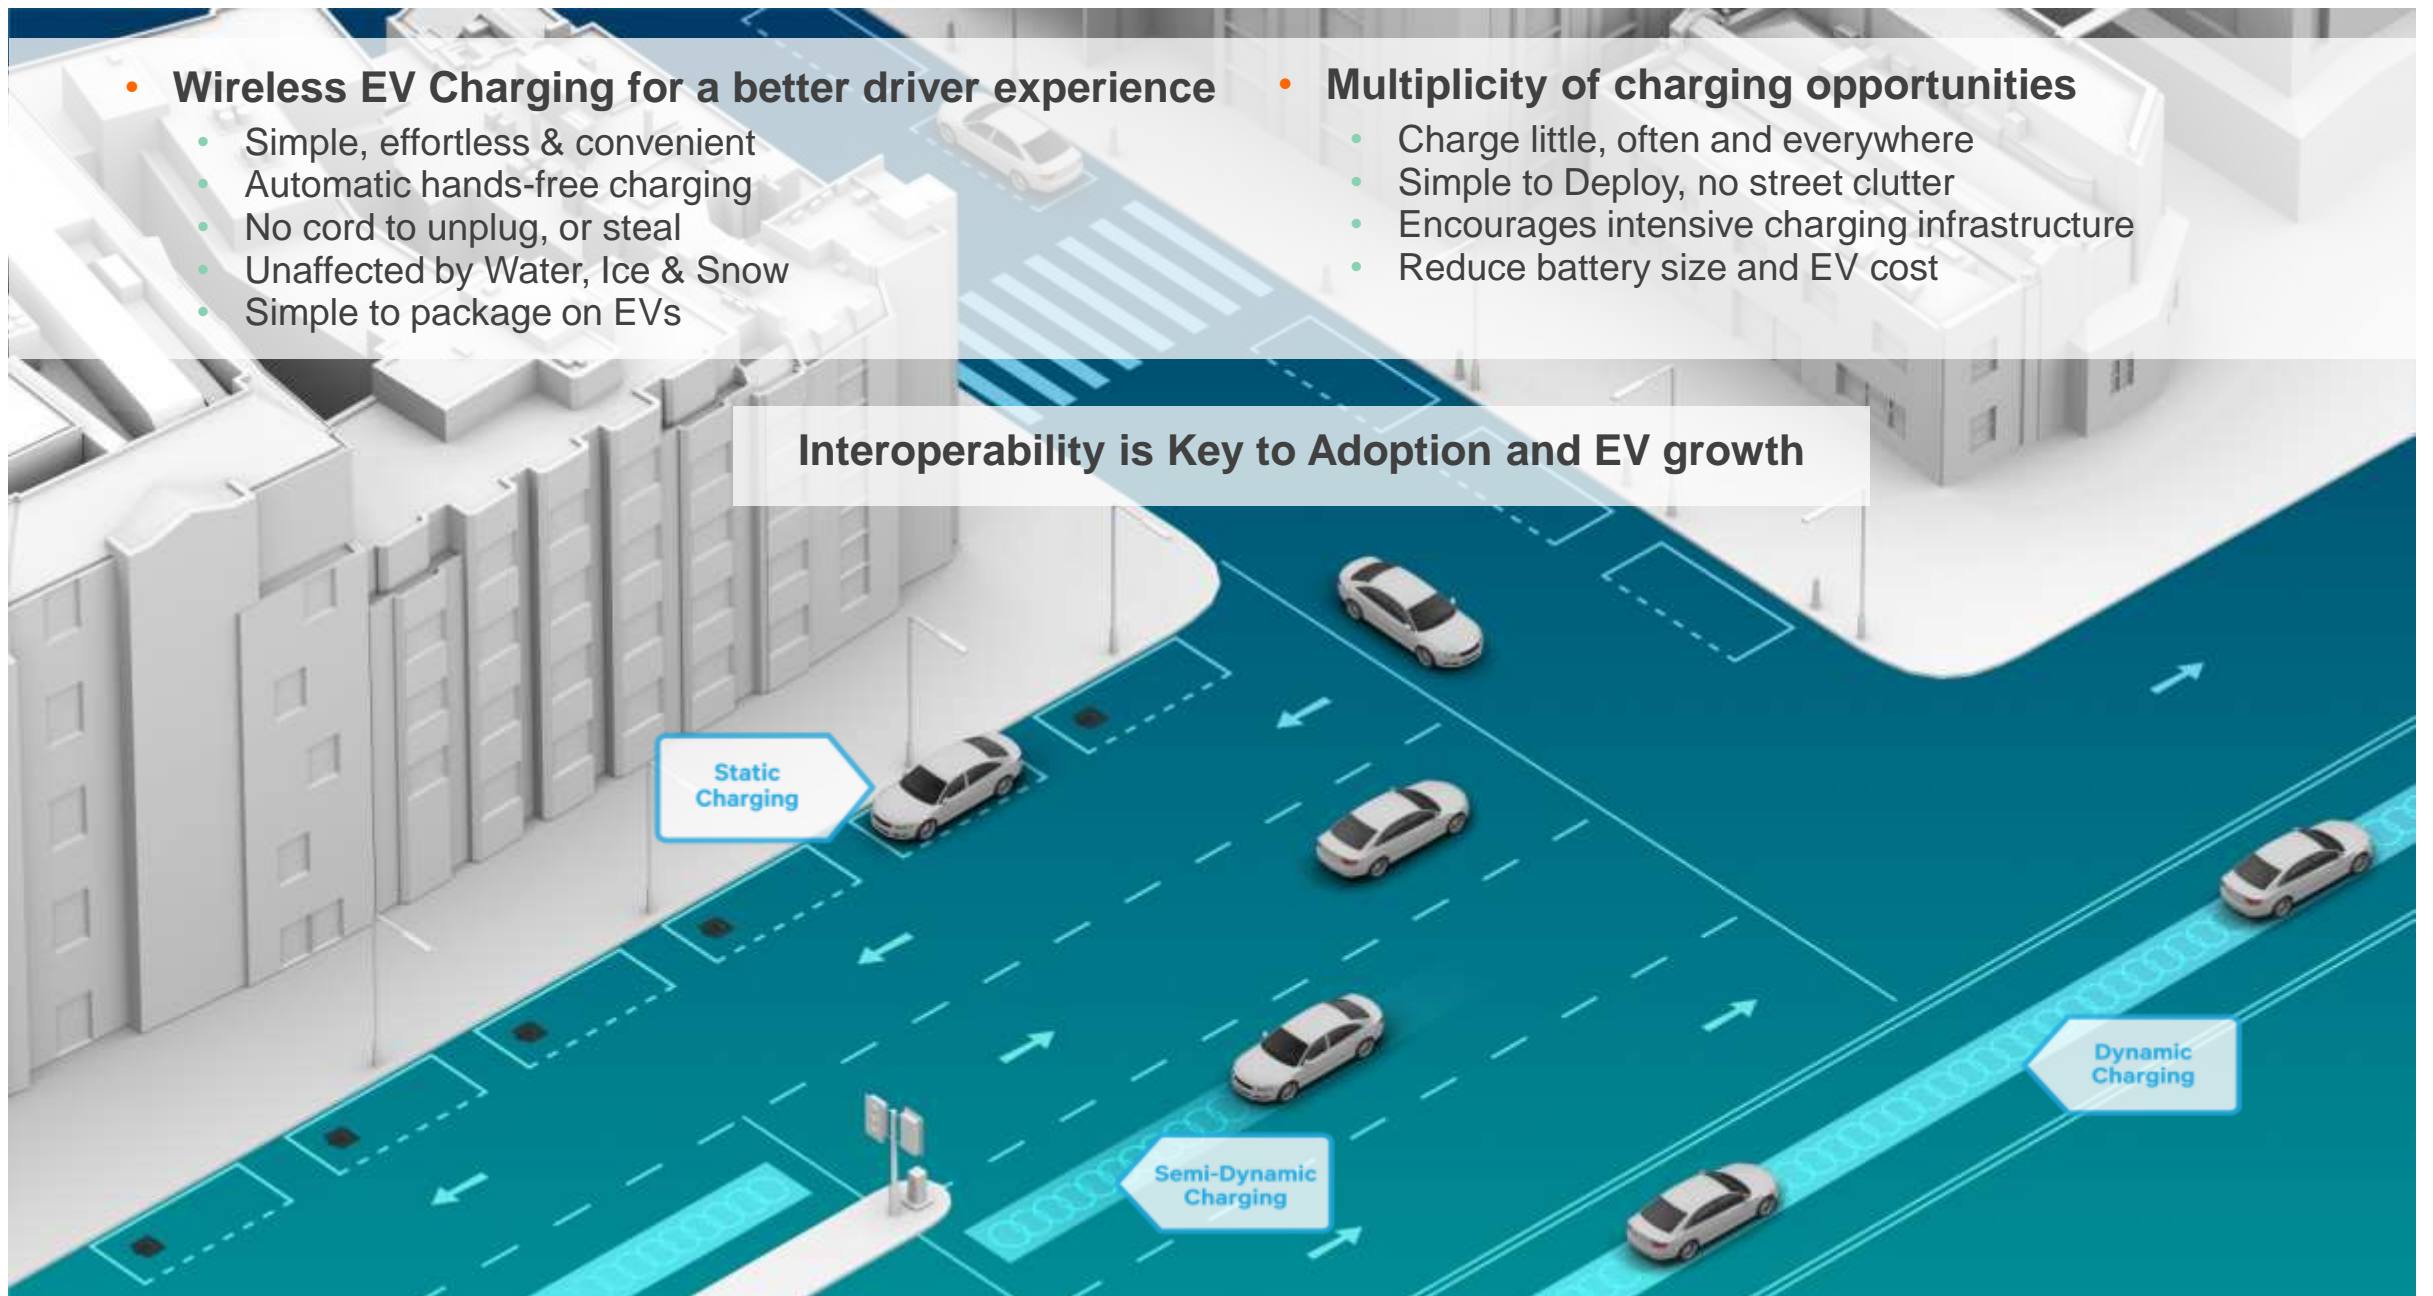 • Wireless EV Charging for a better driver experience
• Simple, effortless & convenient
• Automatic hands-free charging
• No cord to unplug, or steal
• Unaffected by Water, Ice & Snow
• Simple to package on EVs
• Multiplicity of charging opportunities
• Charge little, often and everywhere
• Simple to Deploy, no street clutter
• Encourages intensive charging infrastructure
• Reduce battery size and EV cost
Interoperability is Key to Adoption and EV growth
Static
Charging
Dynamic
Charging
Semi-Dynamic
Charging